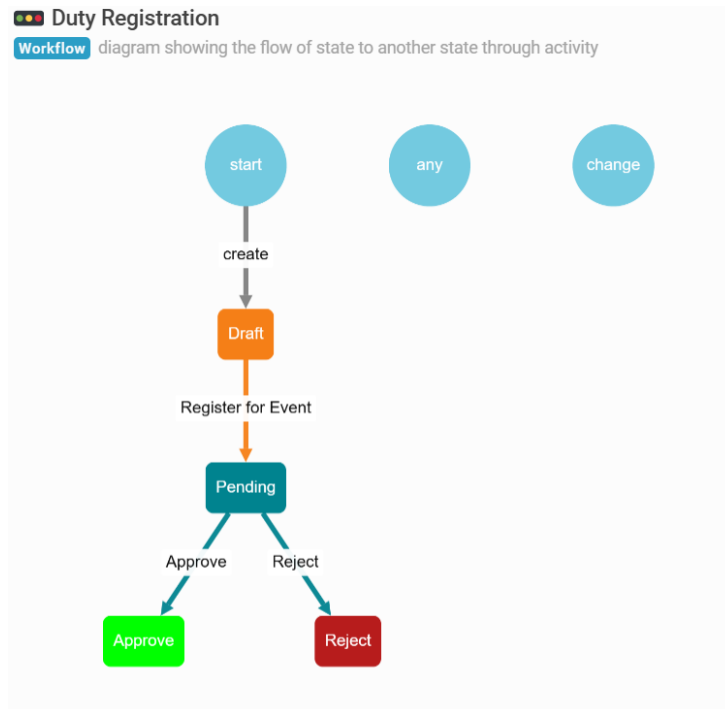 Duty Registration
Workflow diagram showing the flow of state to another state through activity
start any change
create
Draft
Register for Event
Pending
Approve Reject
Approve Reject